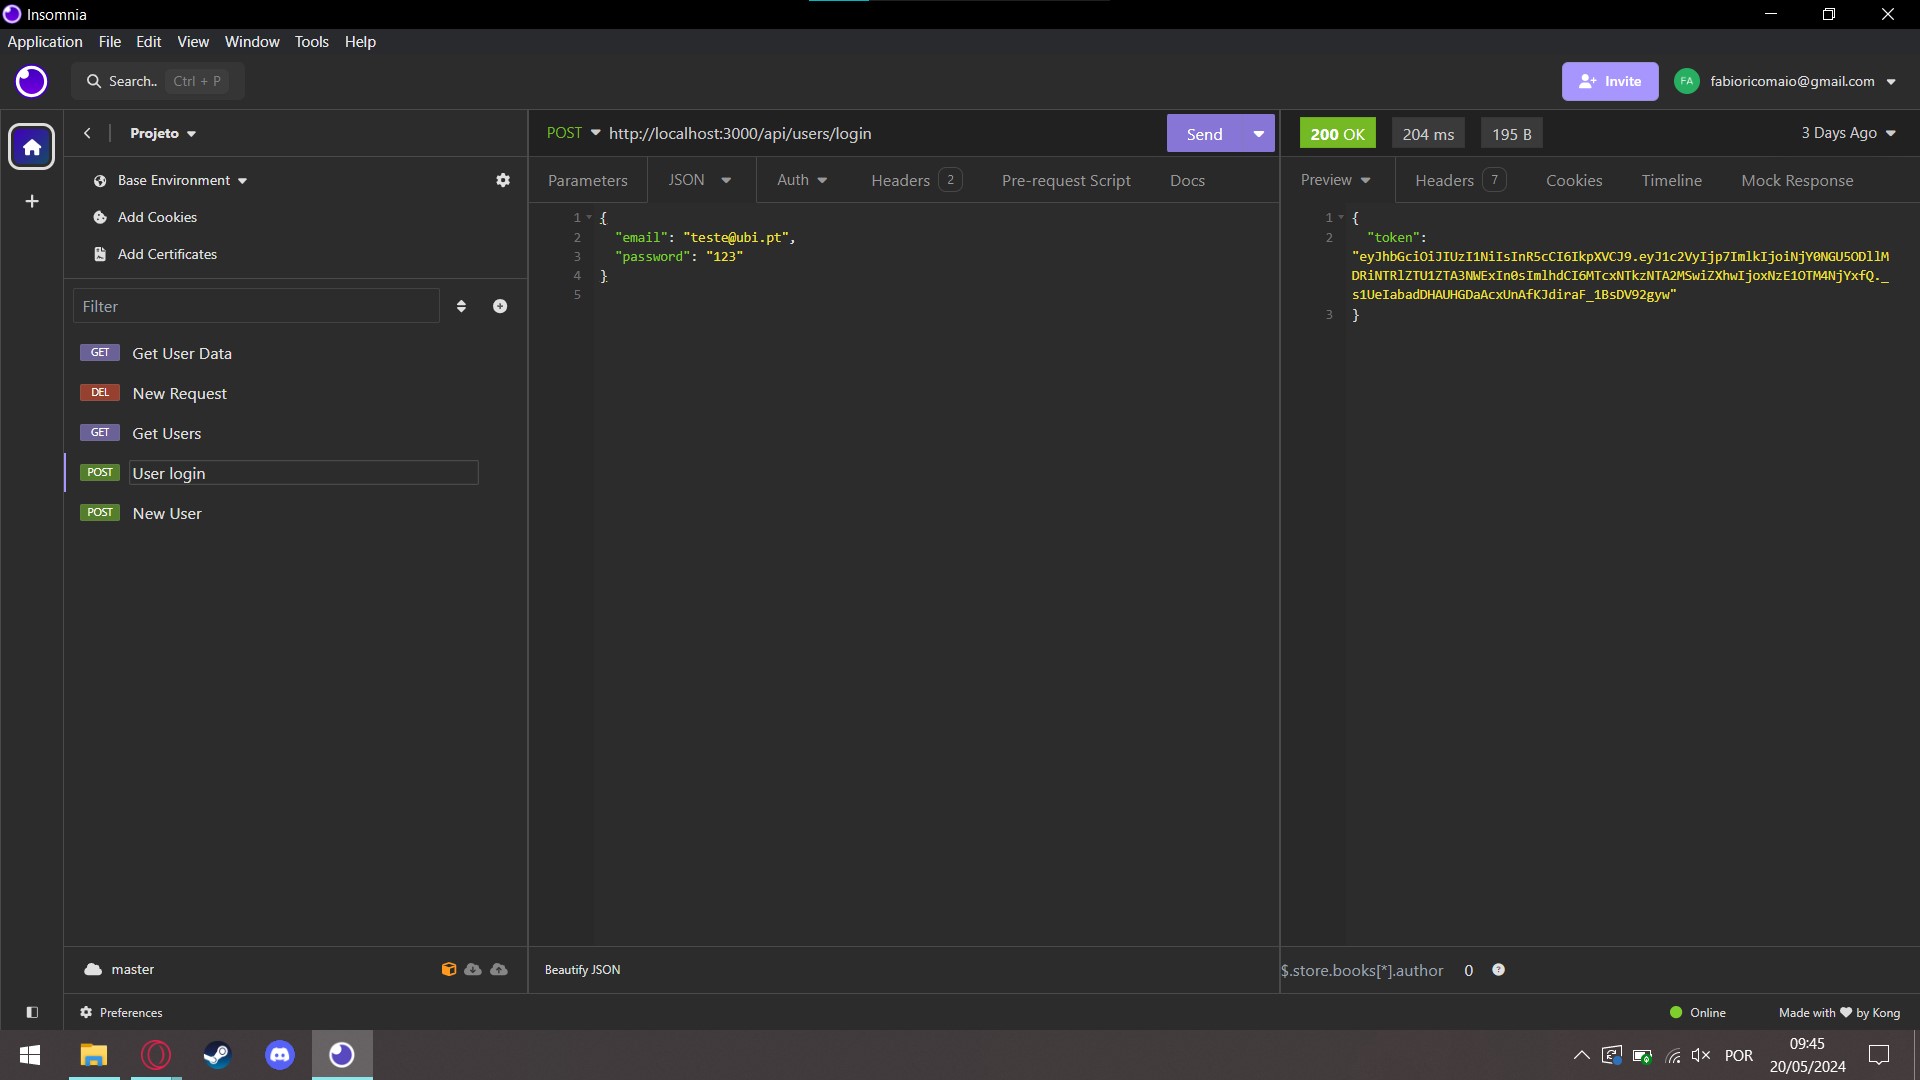 Insomnia
Application File Edit View Window Tools Help
Search.. Ctrl + P
Invite
FA
fabioricomaio@gmail.com
Projeto
Base Environment
Add Cookies
Add Certificates
Filter
GET Get User Data
DEL New Request
GET Get Users
POST User login
POST New User
master
POST http://localhost:3000/api/users/login
Send
Parameters JSON Auth Headers 2 Pre-request Script Docs
1 {
2 "email": "teste@ubi.pt",
3 "password": "123"
4 }
5
Beautify JSON
200 OK 204 ms 195 B 3 Days Ago
Preview Headers 7 Cookies Timeline Mock Response
1 {
2 "token":
"eyJhbGciOiJIUzI1NiIsInR5cCI6IkpXVCJ9.eyJ1c2VyIjp7ImlkIjoiNjY0NGU5ODllM
DRiNTRlZTU1ZTA3NWExIn0sImlhdCI6MTcxNTkzNTA2MSwiZXhwIjoxNzE1OTM4NjYxfQ._
s1UeIabadDHAUHGDaAcxUnAfKJdiraF_1BsDV92gyw"
3 }
$.store.books[*].author 0
Preferences
Online Made with ❤ by Kong
POR
09:45
20/05/2024